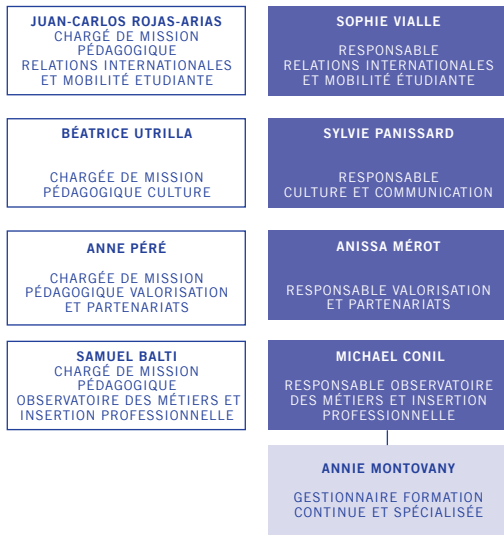 JUAN-CARLOS ROJAS-ARIAS
CHARGÉ DE MISSION
PÉDAGOGIQUE
RELATIONS INTERNATIONALES
ET MOBILITÉ ETUDIANTE
SOPHIE VIALLE
RESPONSABLE
RELATIONS INTERNATIONALES
ET MOBILITÉ ÉTUDIANTE
BÉATRICE UTRILLA
CHARGÉE DE MISSION
PÉDAGOGIQUE CULTURE
SYLVIE PANISSARD
RESPONSABLE
CULTURE ET COMMUNICATION
ANNE PÉRÉ
CHARGÉE DE MISSION
PÉDAGOGIQUE VALORISATION
ET PARTENARIATS
ANISSA MÉROT
RESPONSABLE VALORISATION
ET PARTENARIATS
SAMUEL BALTI
CHARGÉ DE MISSION
PÉDAGOGIQUE
OBSERVATOIRE DES MÉTIERS ET
INSERTION PROFESSIONNELLE
MICHAEL CONIL
RESPONSABLE OBSERVATOIRE
DES MÉTIERS ET INSERTION
PROFESSIONNELLE
ANNIE MONTOVANY
GESTIONNAIRE FORMATION
CONTINUE ET SPÉCIALISÉE